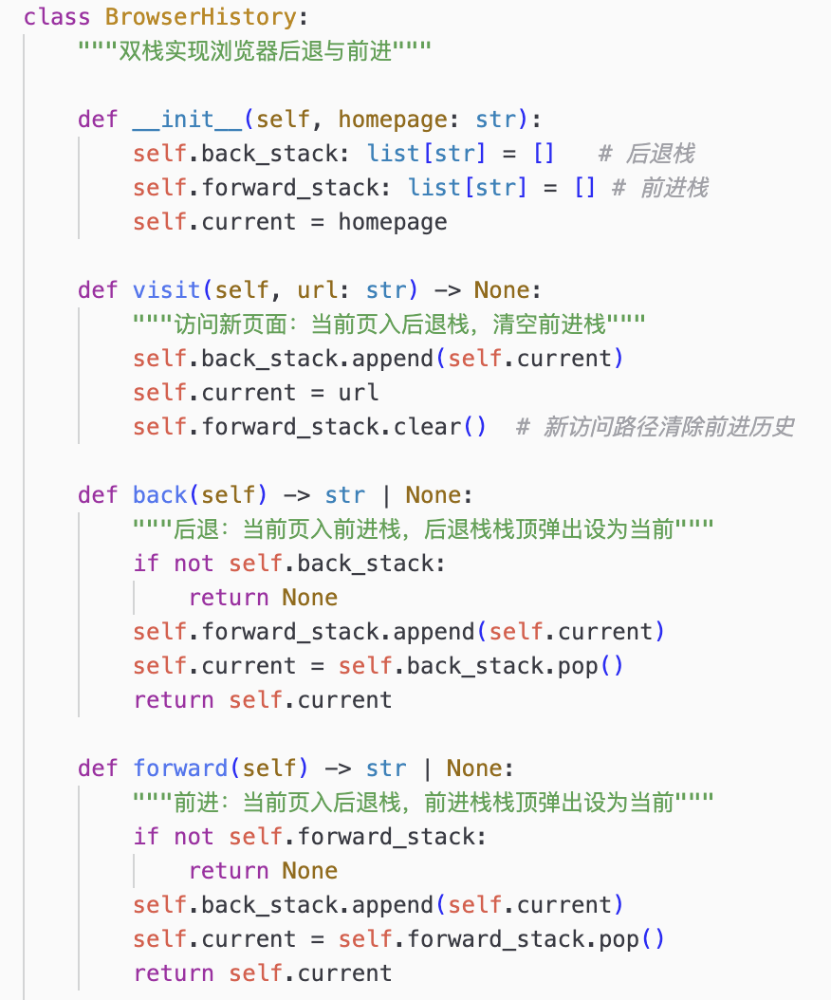 class BrowserHistory:
    """双栈实现浏览器后退与前进"""
    def __init__(self, homepage: str):
        self.back_stack: list[str] = []   # 后退栈
        self.forward_stack: list[str] = [] # 前进栈
        self.current = homepage
    def visit(self, url: str) -> None:
        """访问新页面：当前页入后退栈，清空前进栈"""
        self.back_stack.append(self.current)
        self.current = url
        self.forward_stack.clear()  # 新访问路径清除前进历史
    def back(self) -> str | None:
        """后退：当前页入前进栈，后退栈栈顶弹出设为当前"""
        if not self.back_stack:
            return None
        self.forward_stack.append(self.current)
        self.current = self.back_stack.pop()
        return self.current
    def forward(self) -> str | None:
        """前进：当前页入后退栈，前进栈栈顶弹出设为当前"""
        if not self.forward_stack:
            return None
        self.back_stack.append(self.current)
        self.current = self.forward_stack.pop()
        return self.current